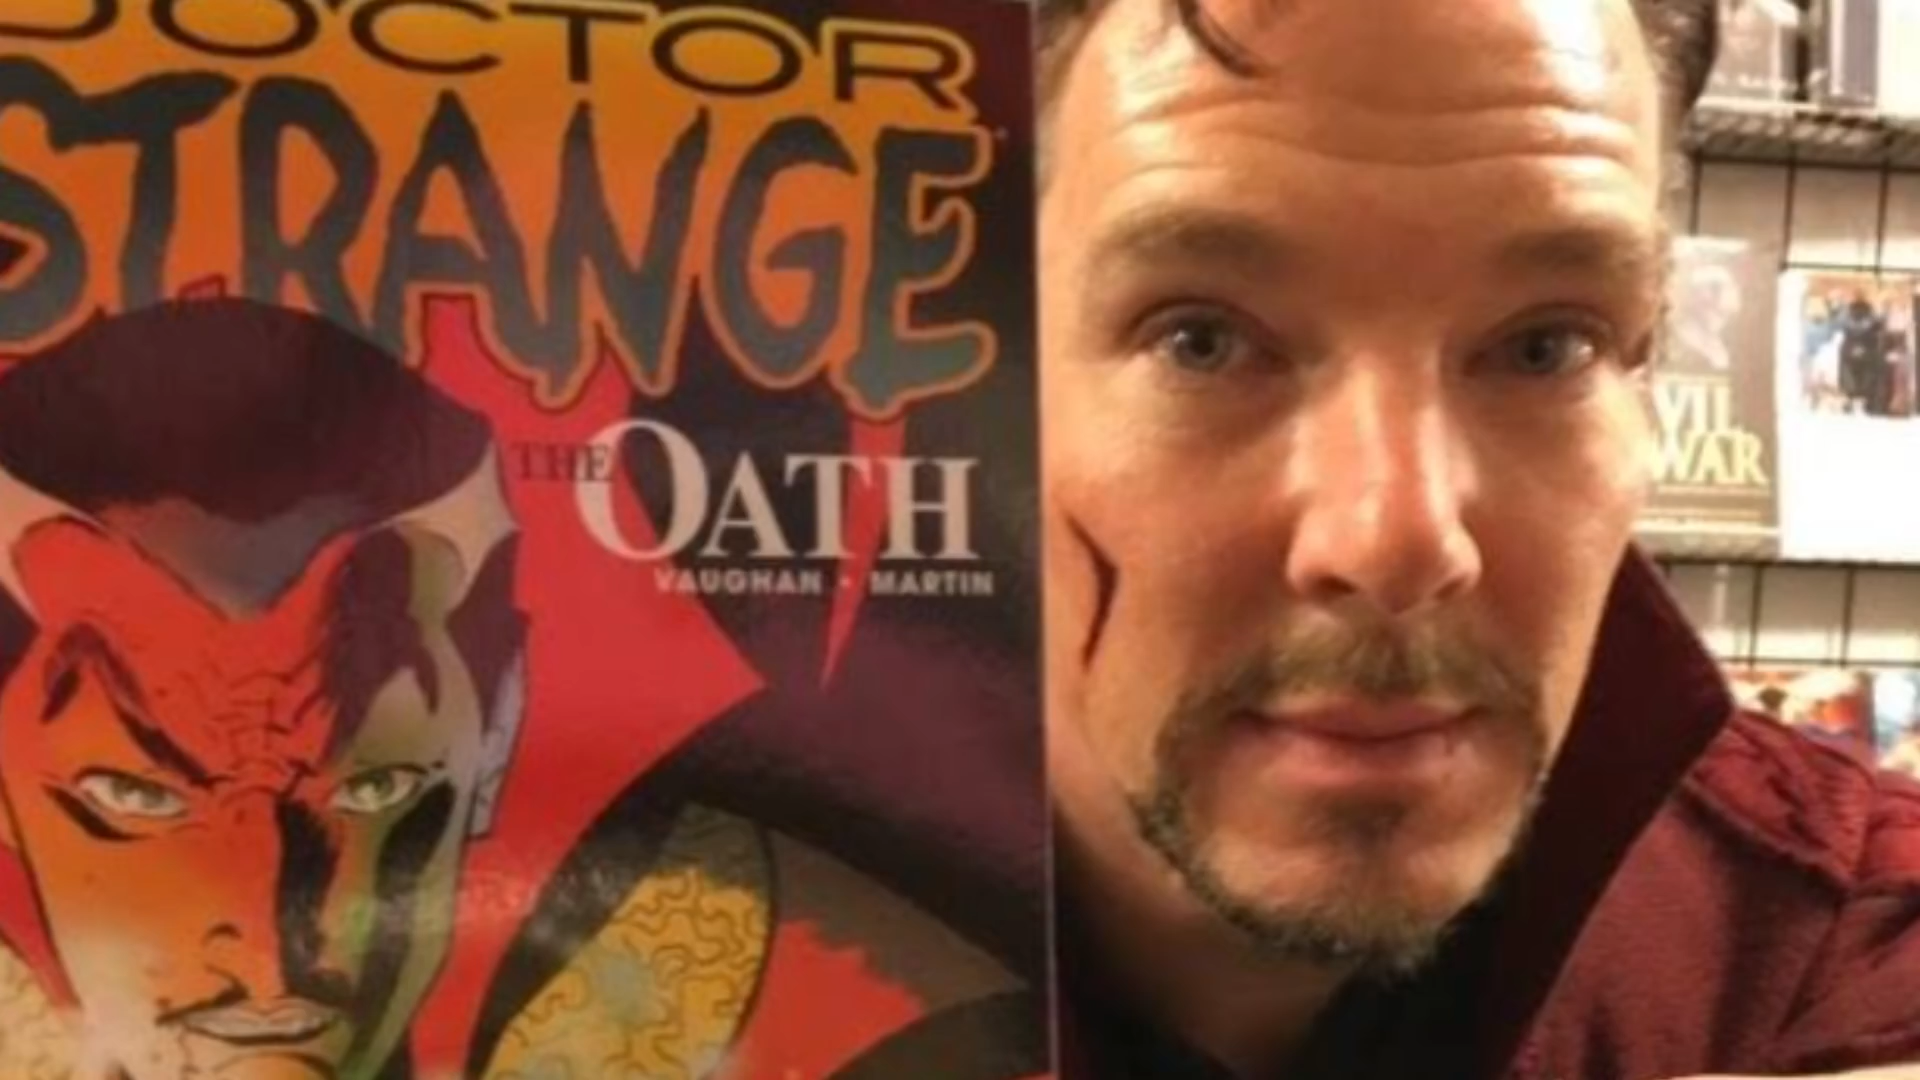 DOCTOR
STRANGE
THE OATH
VAUGHAN • MARTIN
VIL
WAR